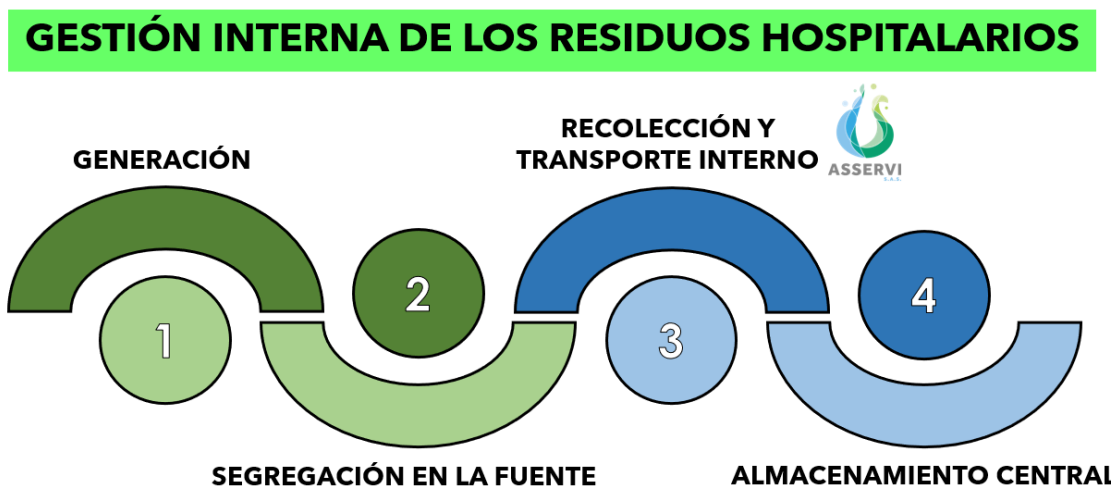 GESTIÓN INTERNA DE LOS RESIDUOS HOSPITALARIOS
GENERACIÓN
RECOLECCIÓN Y
TRANSPORTE INTERNO
ASSERVI
S.A.S.
1
2
3
4
SEGREGACIÓN EN LA FUENTE
ALMACENAMIENTO CENTRAL